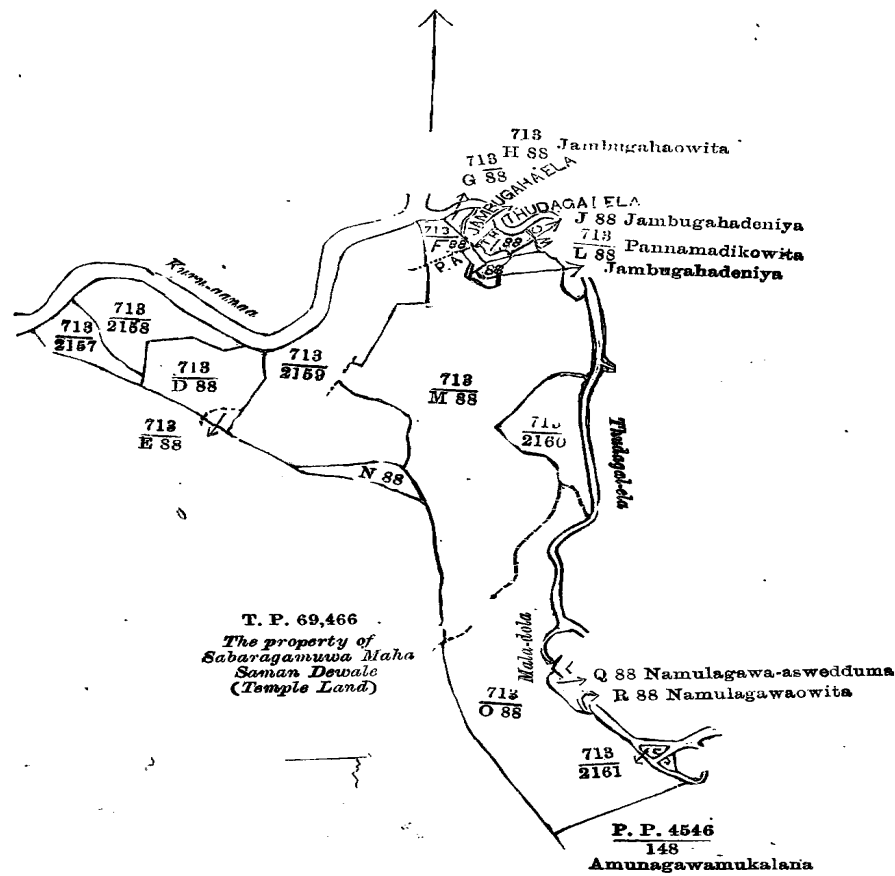 713
H 88 Jambugahaowita
713
G 88
JAMBUGAHA ELA
THUDAGAL ELA
J 88 Jambugahadeniya
713
F 88
713
L 88 Pannamadikowita
Jambugahadeniya
Kuru-ganga
713
2158
713
2157
713
D 88
713
2159
713
M 88
713
E 88
2160
N 88
Thudagal-ela
T. P. 69,466
The property of
Sabaragamuwa Maha
Saman Dewale
(Temple Land)
Mala-dola
Q 88 Namulagawa-aswedduma
R 88 Namulagawaowita
713
O 88
713
2161
P. P. 4546
148
Amunagawamukalana